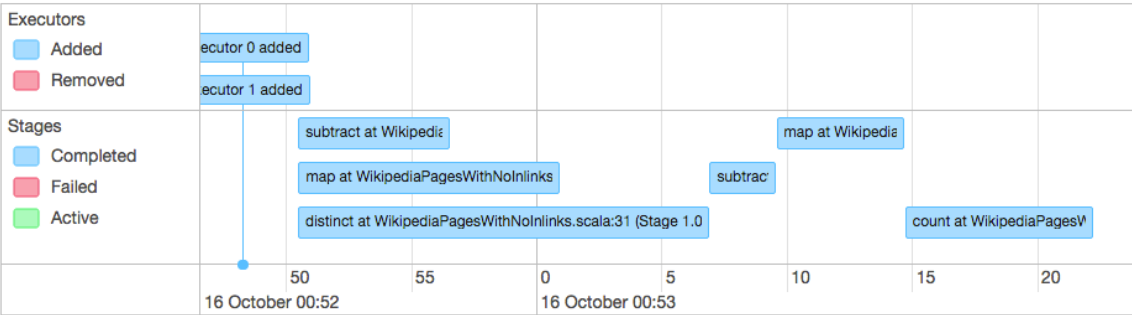 Executors
Added
Removed
ecutor 0 added
ecutor 1 added
Stages
Completed
Failed
Active
subtract at Wikipedia
map at Wikipedia
map at WikipediaPagesWithNoInlinks
subtract
distinct at WikipediaPagesWithNoInlinks.scala:31 (Stage 1.0
count at WikipediaPagesW
50 55 0 5 10 15 20
16 October 00:52 16 October 00:53